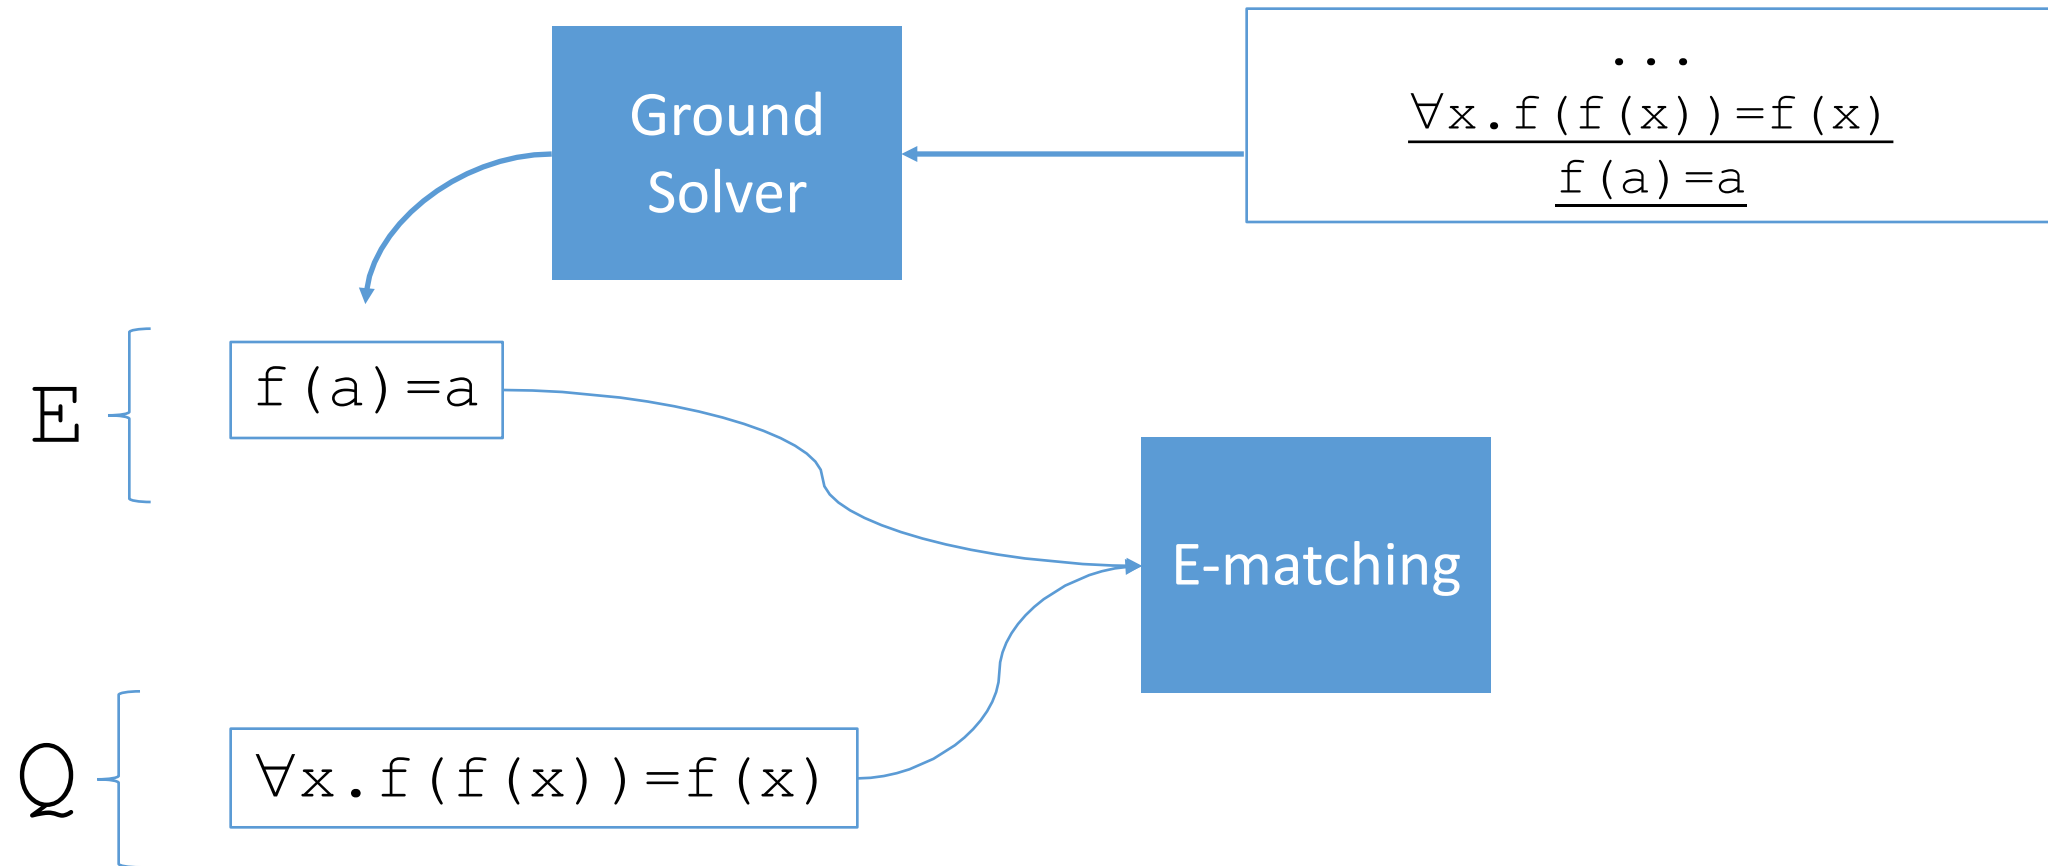 Ground
Solver
...
∀x.f(f(x))=f(x)
f(a)=a
E
f(a)=a
E-matching
Q
∀x.f(f(x))=f(x)